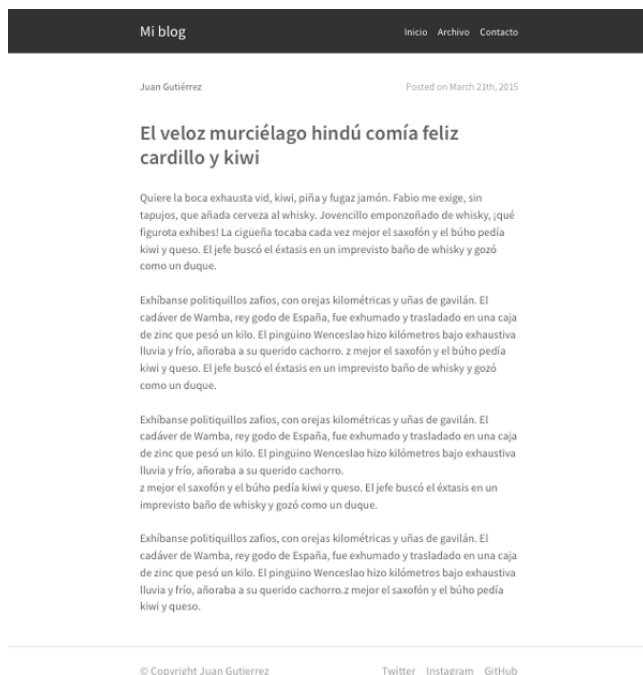 Mi blog Inicio Archivo Contacto
Juan Gutiérrez Posted on March 21th, 2015
El veloz murciélago hindú comía feliz
cardillo y kiwi
Quiere la boca exhausta vid, kiwi, piña y fugaz jamón. Fabio me exige, sin
tapujos, que añada cerveza al whisky. Jovencillo emponzoñado de whisky, ¡qué
figurota exhibes! La cigüeña tocaba cada vez mejor el saxofón y el búho pedía
kiwi y queso. El jefe buscó el éxtasis en un imprevisto baño de whisky y gozó
como un duque.
Exhíbanse politiquillos zafios, con orejas kilométricas y uñas de gavilán. El
cadáver de Wamba, rey godo de España, fue exhumado y trasladado en una caja
de zinc que pesó un kilo. El pingüino Wenceslao hizo kilómetros bajo exhaustiva
lluvia y frío, añoraba a su querido cachorro. z mejor el saxofón y el búho pedía
kiwi y queso. El jefe buscó el éxtasis en un imprevisto baño de whisky y gozó
como un duque.
Exhíbanse politiquillos zafios, con orejas kilométricas y uñas de gavilán. El
cadáver de Wamba, rey godo de España, fue exhumado y trasladado en una caja
de zinc que pesó un kilo. El pingüino Wenceslao hizo kilómetros bajo exhaustiva
lluvia y frío, añoraba a su querido cachorro.
z mejor el saxofón y el búho pedía kiwi y queso. El jefe buscó el éxtasis en un
imprevisto baño de whisky y gozó como un duque.
Exhíbanse politiquillos zafios, con orejas kilométricas y uñas de gavilán. El
cadáver de Wamba, rey godo de España, fue exhumado y trasladado en una caja
de zinc que pesó un kilo. El pingüino Wenceslao hizo kilómetros bajo exhaustiva
lluvia y frío, añoraba a su querido cachorro.z mejor el saxofón y el búho pedía
kiwi y queso.
© Copyright Juan Gutierrez Twitter Instagram GitHub